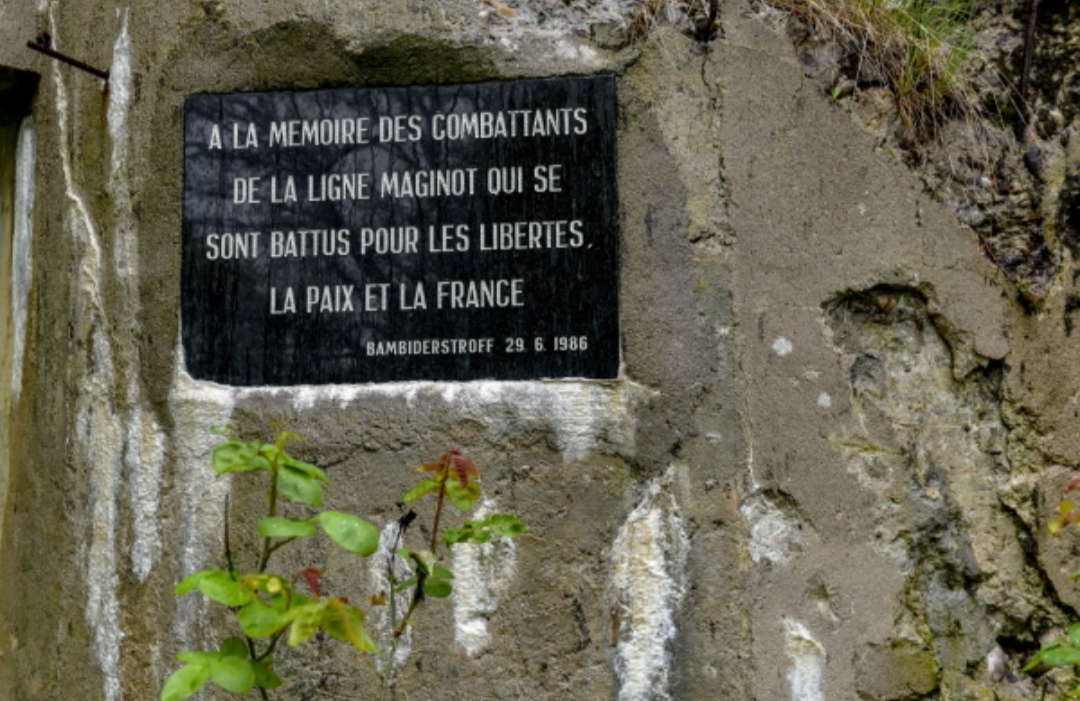 A LA MEMOIRE DES COMBATTANTS
DE LA LIGNE MAGINOT QUI SE
SONT BATTUS POUR LES LIBERTES,
LA PAIX ET LA FRANCE
BAMBIDERSTROFF 29. 6. 1986